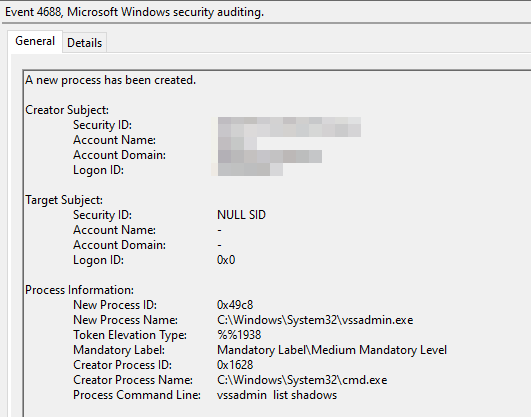 Event 4688, Microsoft Windows security auditing.
General Details
A new process has been created.
Creator Subject:
Security ID:
Account Name:
Account Domain:
Logon ID:
Target Subject:
Security ID: NULL SID
Account Name: -
Account Domain: -
Logon ID: 0x0
Process Information:
New Process ID: 0x49c8
New Process Name: C:\Windows\System32\vssadmin.exe
Token Elevation Type: %%1938
Mandatory Label: Mandatory Label\Medium Mandatory Level
Creator Process ID: 0x1628
Creator Process Name: C:\Windows\System32\cmd.exe
Process Command Line: vssadmin  list shadows